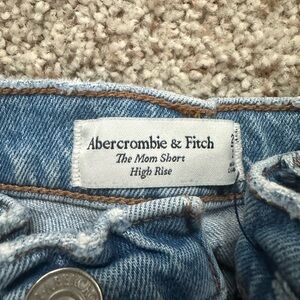 Abercrombie & Fitch
The Mom Short
High Rise